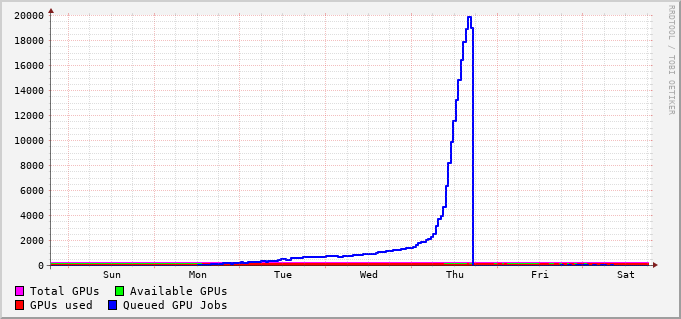 20000
18000
16000
14000
12000
10000
8000
6000
4000
2000
0
Sun Mon Tue Wed Thu Fri Sat
Total GPUs Available GPUs
GPUs used Queued GPU Jobs
RRDTOOL / TOBI OETIKER